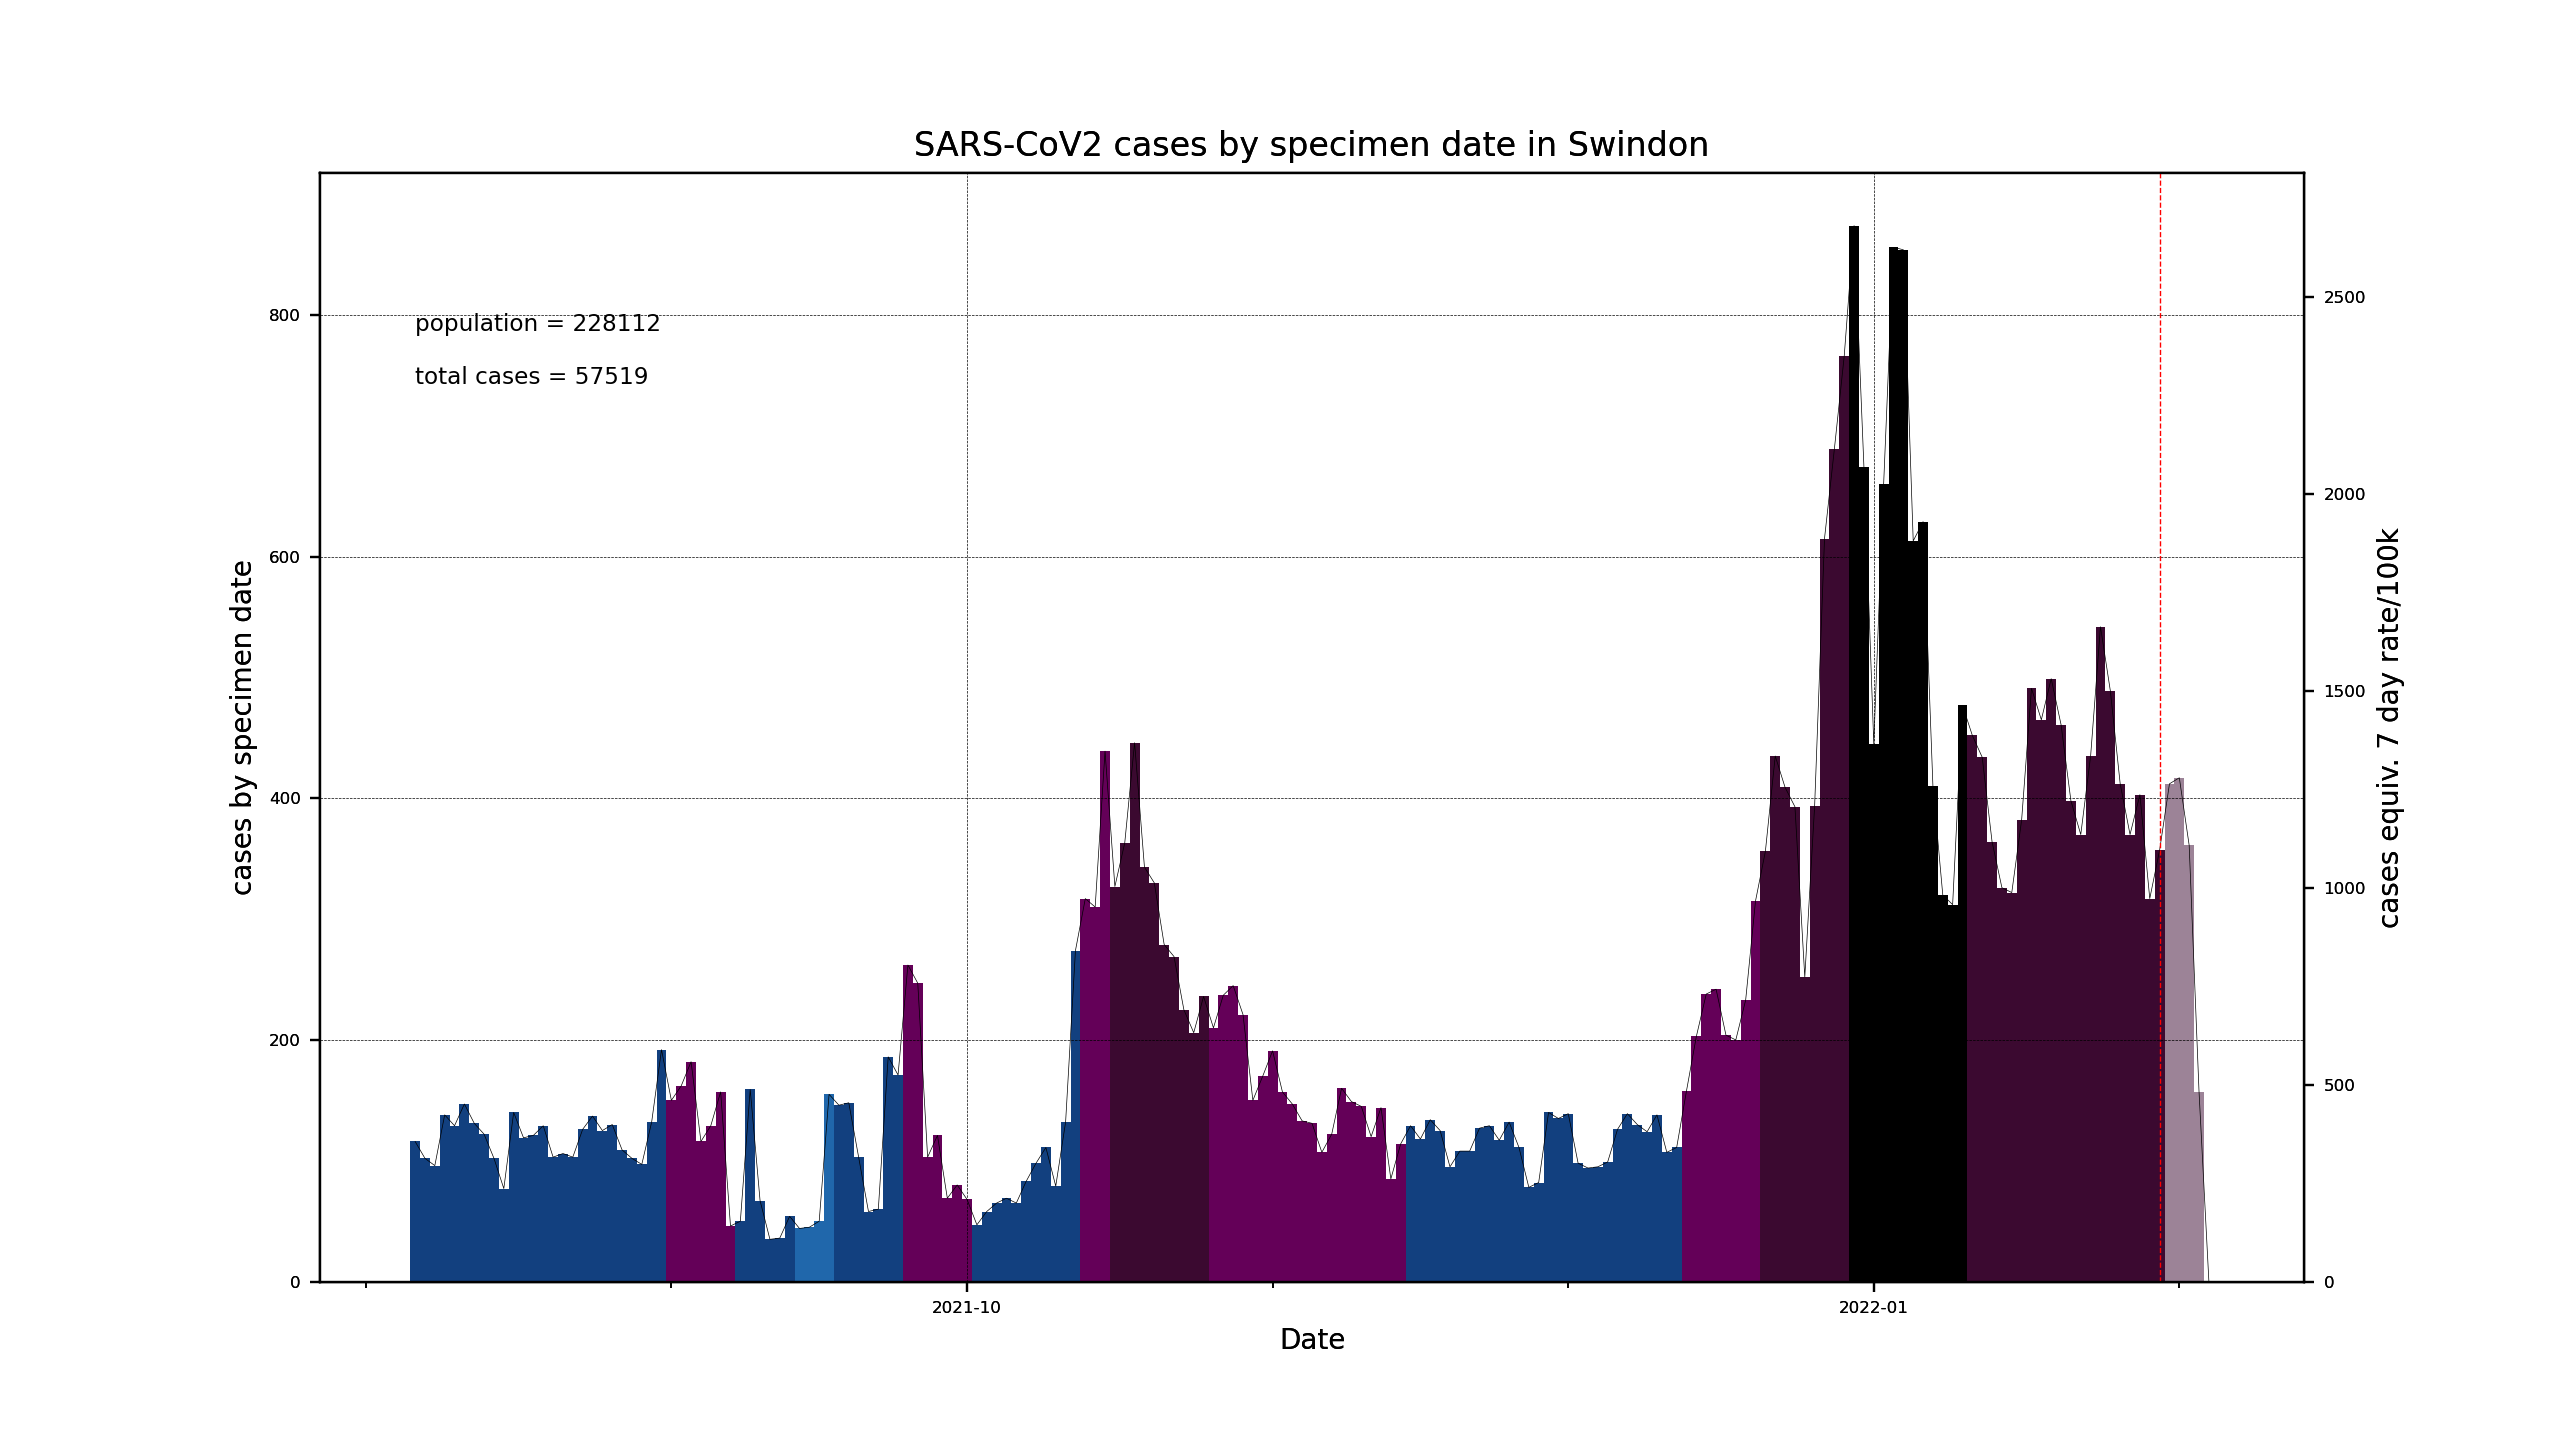 SARS-CoV2 cases by specimen date in Swindon
population = 228112
total cases = 57519
cases by specimen date
800
600
400
200
0
2500
2000
1500
1000
500
0
cases equiv. 7 day rate/100k
2021-10
2022-01
Date